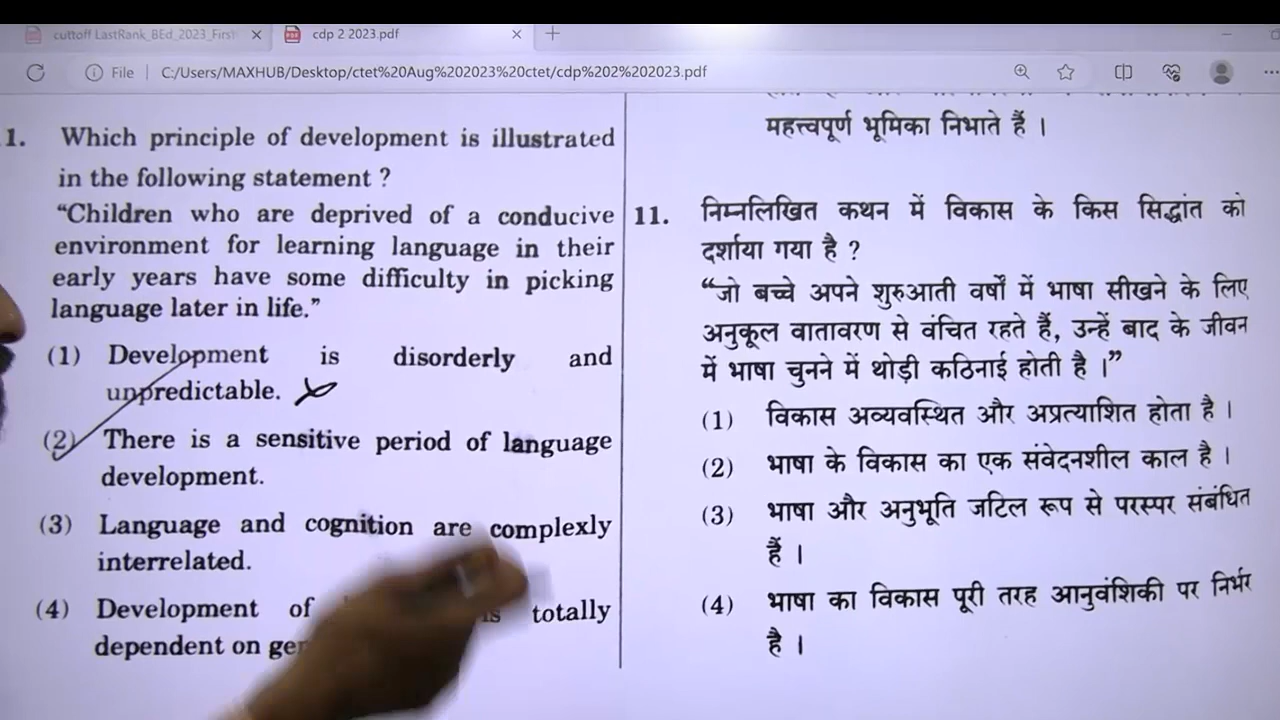 cuttoff LastRank_BEd_2023_First
cdp 2 2023.pdf
File
C:/Users/MAXHUB/Desktop/ctet%20Aug%202023%20ctet/cdp%202%202023.pdf
1. Which principle of development is illustrated
in the following statement ?
“Children who are deprived of a conducive
environment for learning language in their
early years have some difficulty in picking
language later in life.”
(1) Development is disorderly and
unpredictable.
(2) There is a sensitive period of language
development.
(3) Language and cognition are complexly
interrelated.
(4) Development of totally
dependent on
महत्त्वपूर्ण भूमिका निभाते हैं ।
11. निम्नलिखित कथन में विकास के किस सिद्धांत को
दर्शाया गया है ?
“जो बच्चे अपने शुरुआती वर्षों में भाषा सीखने के लिए
अनुकूल वातावरण से वंचित रहते हैं, उन्हें बाद के जीवन
में भाषा चुनने में थोड़ी कठिनाई होती है ।”
(1) विकास अव्यवस्थित और अप्रत्याशित होता है ।
(2) भाषा के विकास का एक संवेदनशील काल है ।
(3) भाषा और अनुभूति जटिल रूप से परस्पर संबंधित
हैं ।
(4) भाषा का विकास पूरी तरह आनुवंशिकी पर निर्भर
है ।